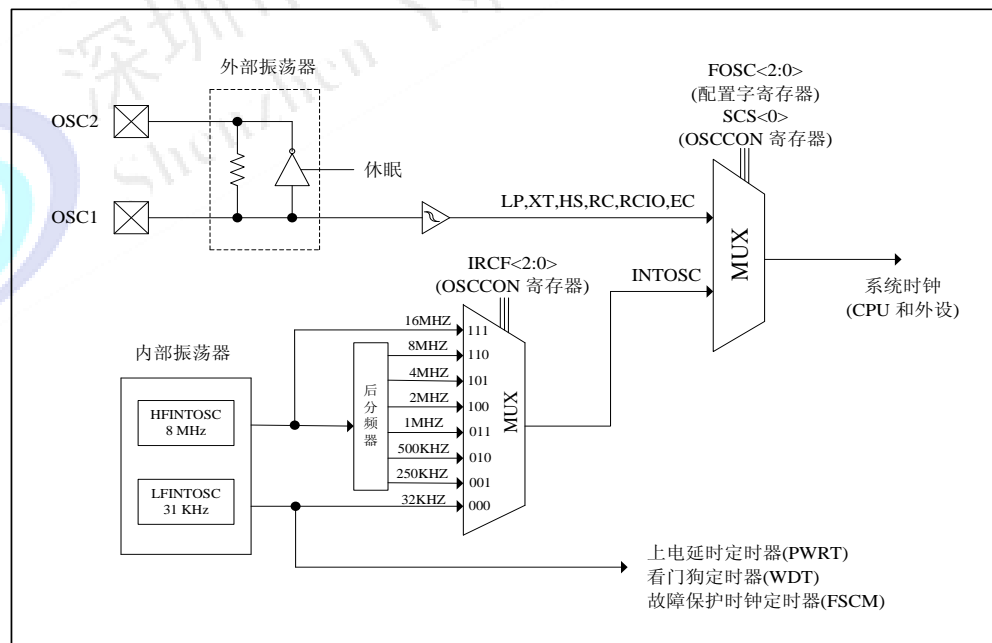 深圳
Shenzhen
外部振荡器
OSC2
OSC1
休眠
FOSC<2:0>
(配置字寄存器)
SCS<0>
(OSCCON 寄存器)
LP,XT,HS,RC,RCIO,EC
MUX
INTOSC
系统时钟
(CPU 和外设)
IRCF<2:0>
(OSCCON 寄存器)
内部振荡器
HFINTOSC
8 MHz
LFINTOSC
31 KHz
后分频器
16MHZ
8MHZ
4MHZ
2MHZ
1MHZ
500KHZ
250KHZ
32KHZ
111
110
101
100
011
010
001
000
MUX
上电延时定时器(PWRT)
看门狗定时器(WDT)
故障保护时钟定时器(FSCM)